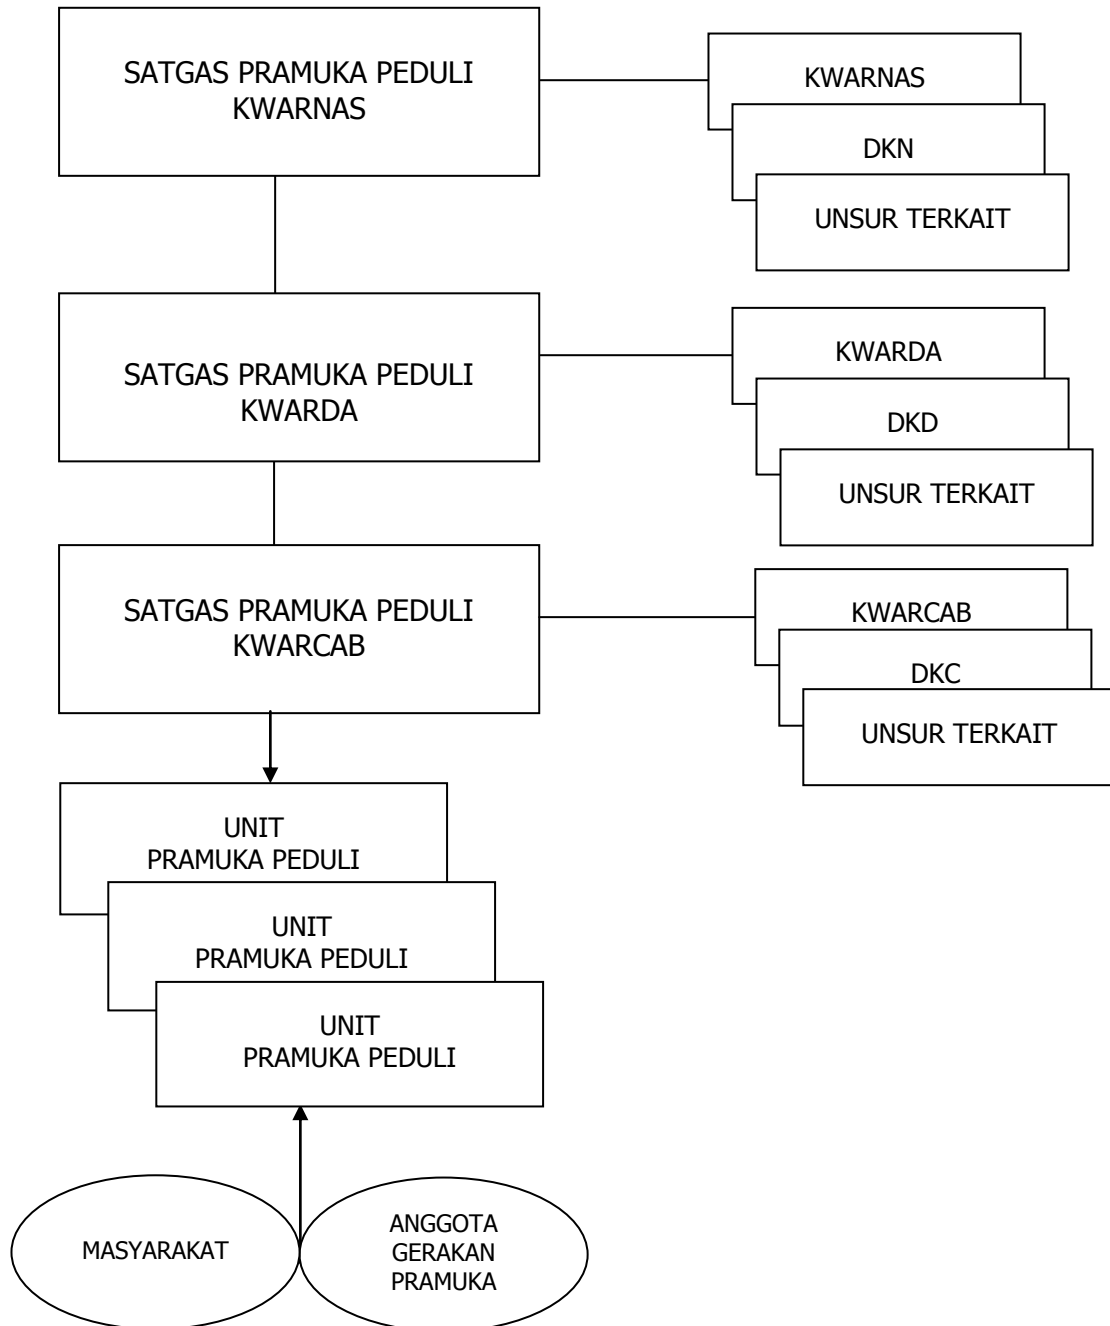 SATGAS PRAMUKA PEDULI
KWARNAS
KWARNAS
DKN
UNSUR TERKAIT
SATGAS PRAMUKA PEDULI
KWARDA
KWARDA
DKD
UNSUR TERKAIT
SATGAS PRAMUKA PEDULI
KWARCAB
KWARCAB
DKC
UNSUR TERKAIT
UNIT
PRAMUKA PEDULI
UNIT
PRAMUKA PEDULI
UNIT
PRAMUKA PEDULI
MASYARAKAT
ANGGOTA
GERAKAN
PRAMUKA